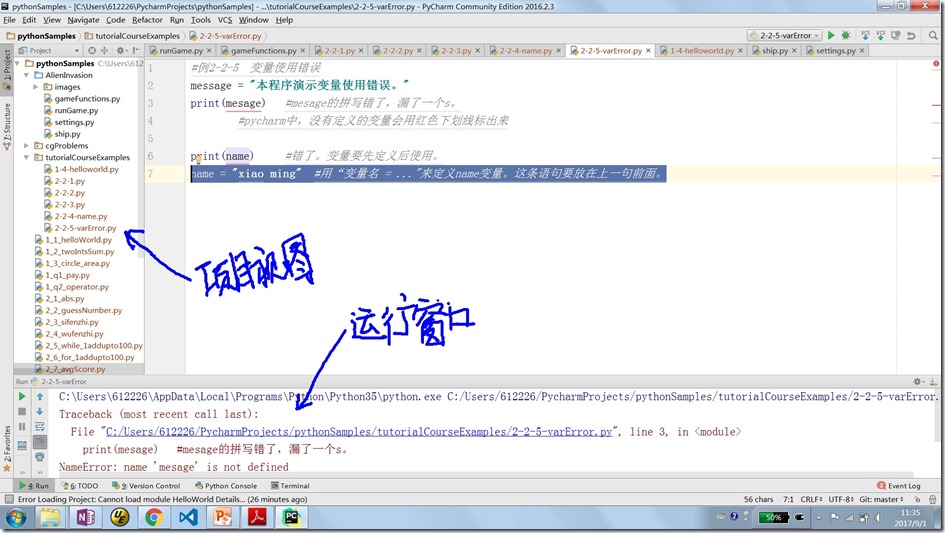 pythonSamples - [C:\Users\612226\PycharmProjects\pythonSamples] - ...\tutorialCourseExamples\2-2-5-varError.py - PyCharm Community Edition 2016.2.3
File Edit View Navigate Code Refactor Run Tools VCS Window Help
pythonSamples tutorialCourseExamples 2-2-5-varError.py 2-2-5-varError
Project runGame.py gameFunctions.py 2-2-1.py 2-2-2.py 2-2-3.py 2-2-4-name.py 2-2-5-varError.py 1-4-helloworld.py ship.py settings.py
1: Project
7: Structure
2: Favorites
pythonSamples C:\Users\612
AlienInvasion
images
gameFunctions.py
runGame.py
settings.py
ship.py
cgProblems
tutorialCourseExamples
1-4-helloworld.py
2-2-1.py
2-2-2.py
2-2-3.py
2-2-4-name.py
2-2-5-varError.py
1_1_helloWorld.py
1_2_twoIntsSum.py
1_3_circle_area.py
1_q1_pay.py
1_q2_operator.py
2_1_abs.py
2_2_guessNumber.py
2_3_sifenzhi.py
2_4_wufenzhi.py
2_5_while_1addupto100.py
2_6_for_1addupto100.py
2_7_avgScore.py
1 #例2-2-5 变量使用错误
2 message = "本程序演示变量使用错误。"
3 print(mesage) #mesage的拼写错了，漏了一个s。
4 #pycharm中，没有定义的变量会用红色下划线标出来
5
6 print(name) #错了。变量要先定义后使用。
7 name = "xiao ming" #用“变量名 = ..."来定义name变量。这条语句要放在上一句前面。
项目视图
运行窗口
Run 2-2-5-varError
C:\Users\612226\AppData\Local\Programs\Python\Python35\python.exe C:/Users/612226/PycharmProjects/pythonSamples/tutorialCourseExamples/2-2-5-varError.
Traceback (most recent call last):
File "C:/Users/612226/PycharmProjects/pythonSamples/tutorialCourseExamples/2-2-5-varError.py", line 3, in <module>
print(mesage) #mesage的拼写错了，漏了一个s。
NameError: name 'mesage' is not defined
4: Run 6: TODO 9: Version Control Python Console Terminal Event Log
Error Loading Project: Cannot load module HelloWorld Details... (26 minutes ago) 56 chars 7:1 CRLF UTF-8 Git: master
50% 11:35
2017/9/1